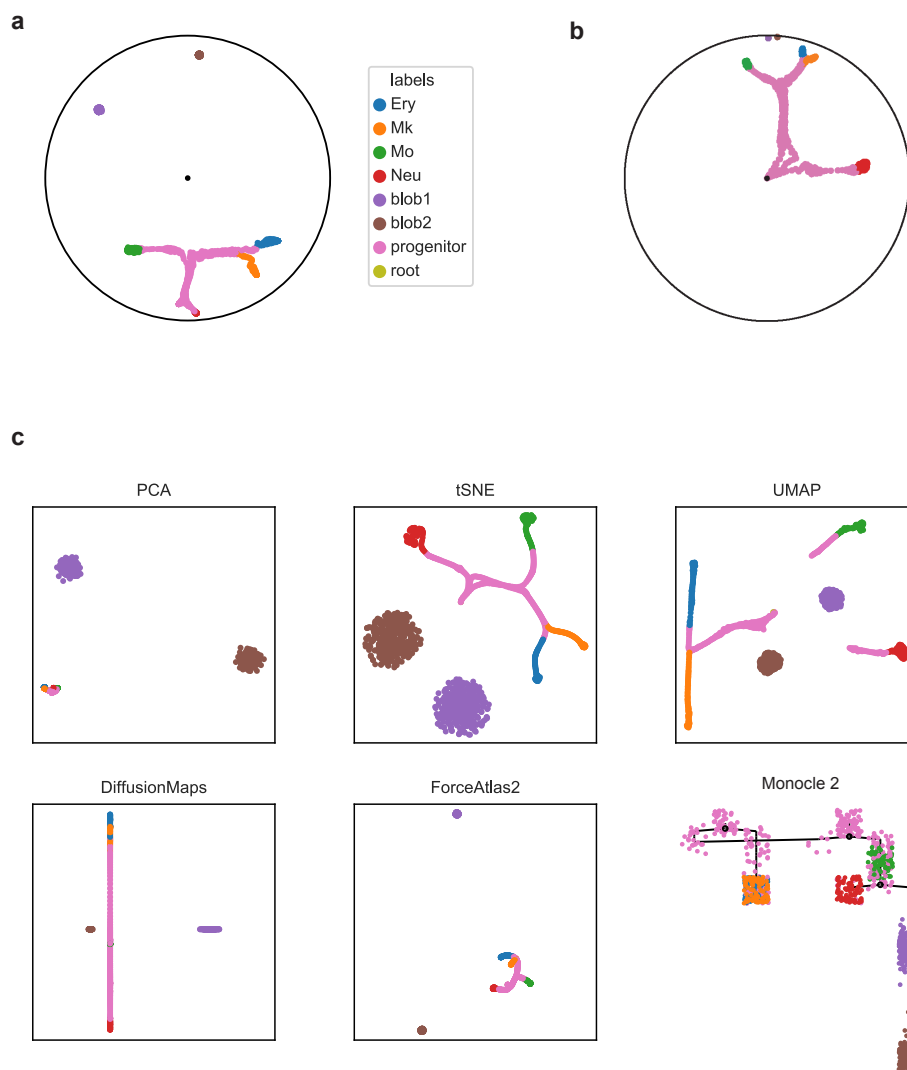 a
b
labels
Ery
Mk
Mo
Neu
blob1
blob2
progenitor
root
c
PCA
tSNE
UMAP
DiffusionMaps
ForceAtlas2
Monocle 2